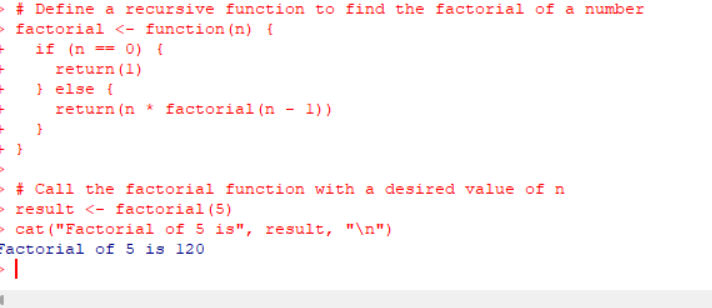 > # Define a recursive function to find the factorial of a number
> factorial <- function(n) {
+   if (n == 0) {
+     return(1)
+   } else {
+     return(n * factorial(n - 1))
+   }
+ }
>
> # Call the factorial function with a desired value of n
> result <- factorial(5)
> cat("Factorial of 5 is", result, "\n")
Factorial of 5 is 120
>